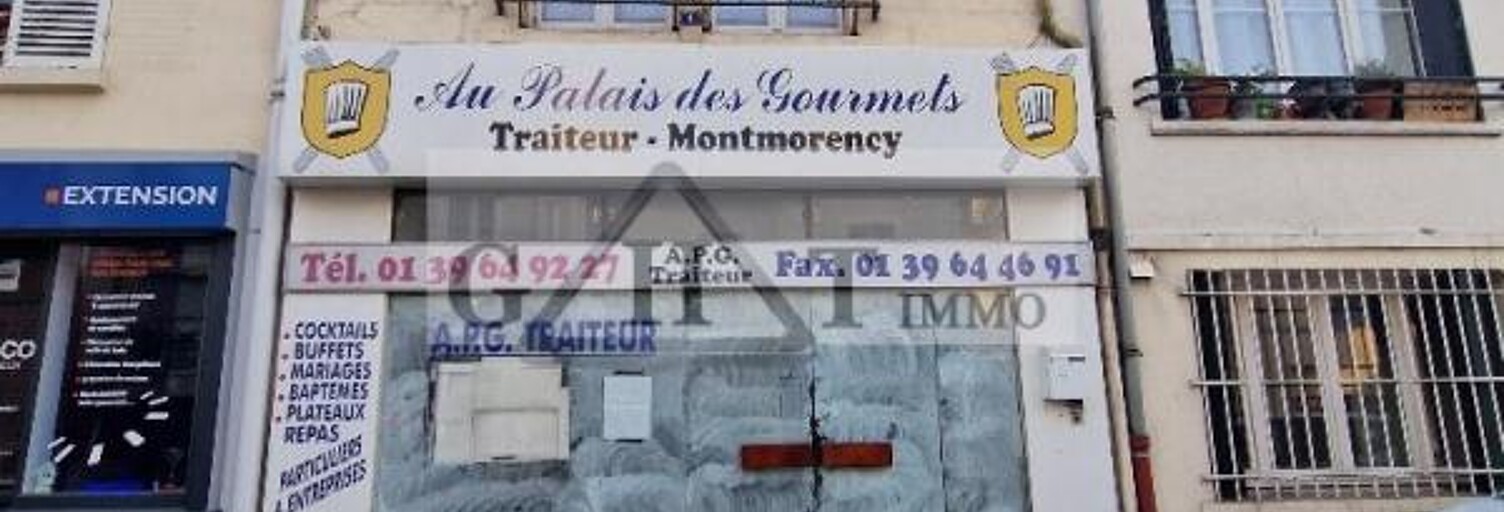 Au Palais des Gourmets
Traiteur - Montmorency
EXTENSION
Tél. 01 39 64 92 27
A.P.G.
Traiteur
Fax. 01 39 64 46 91
GIT IMMO
A.P.G. TRAITEUR
. COCKTAILS
. BUFFETS
. MARIAGES
. BAPTEMES
. PLATEAUX
REPAS
PARTICULIERS
ENTREPRISES